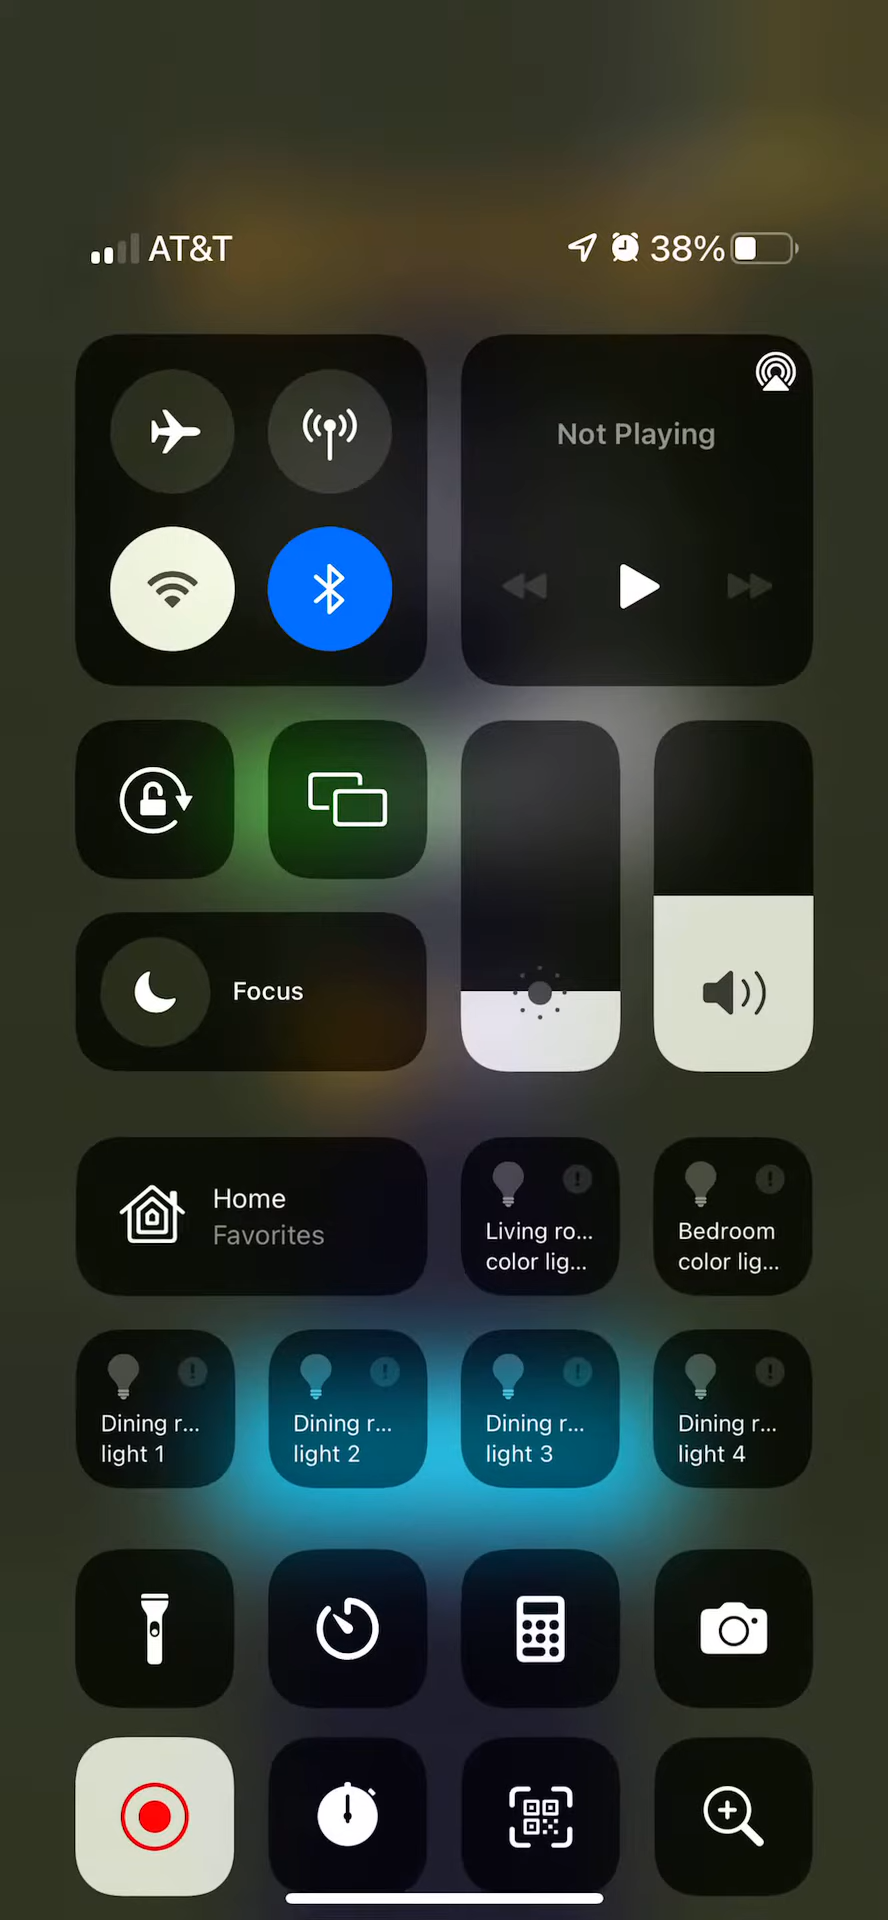 AT&T 38%
Not Playing
Focus
Home
Favorites
Living ro...
color lig...
Bedroom
color lig...
Dining r...
light 1
Dining r...
light 2
Dining r...
light 3
Dining r...
light 4